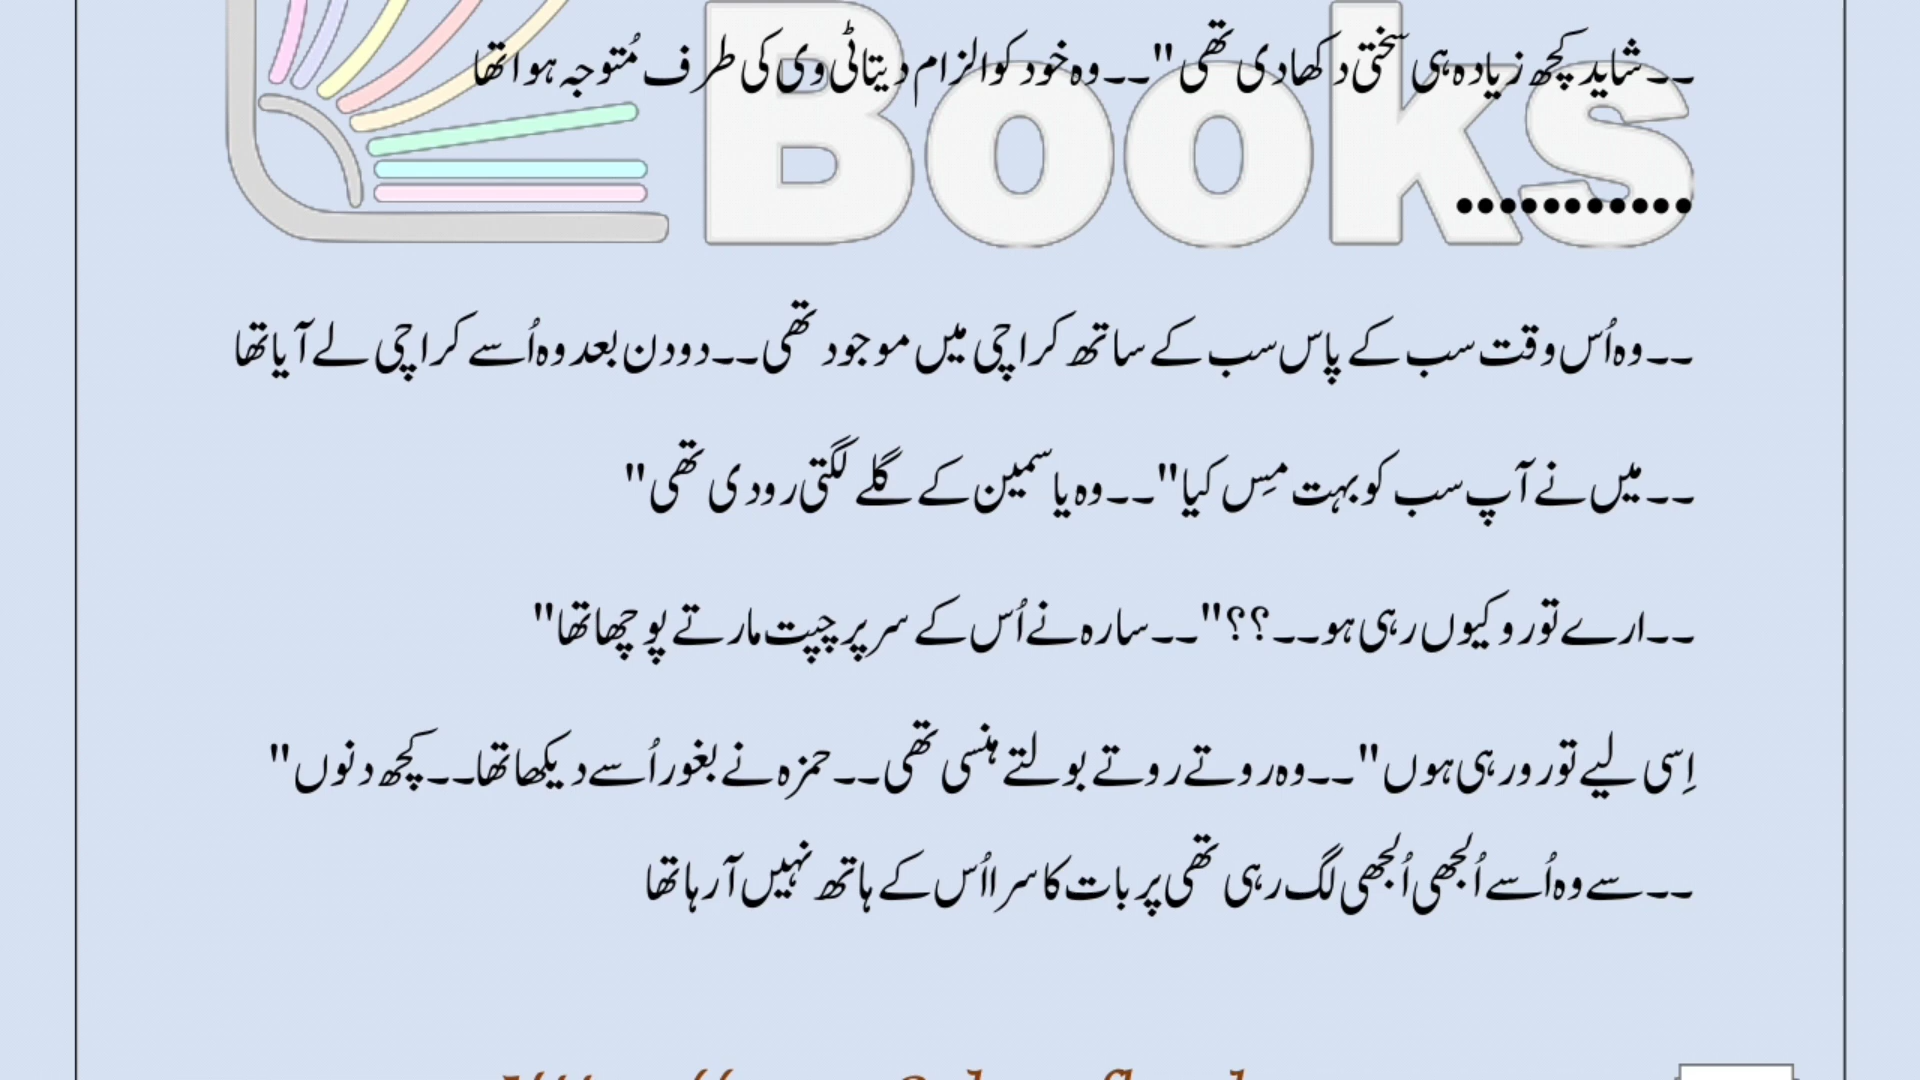 ۔۔شاید کچھ زیادہ ہی سختی دکھادی تھی"۔۔وہ خود کو الزام دیتا ٹی وی کی طرف مُتوجہ ہوا تھا
Books
...........
۔۔وہ اُس وقت سب کے پاس سب کے ساتھ کراچی میں موجود تھی۔۔دو دن بعد وہ اُسے کراچی لے آیا تھا
۔۔میں نے آپ سب کو بہت مِس کیا"۔۔وہ یاسمین کے گلے لگتی رو دی تھی"
۔۔ارے تو رو کیوں رہی ہو۔۔؟؟"۔۔سارہ نے اُس کے سر پر چپت مارتے پوچھا تھا"
اِسی لیے تو رو رہی ہوں"۔۔وہ روتے روتے بولتے ہنسی تھی۔۔حمزہ نے بغور اُسے دیکھا تھا۔۔کچھ دنوں"
۔۔سے وہ اُسے اُلجھی اُلجھی لگ رہی تھی پر بات کا سرا اُس کے ہاتھ نہیں آ رہا تھا